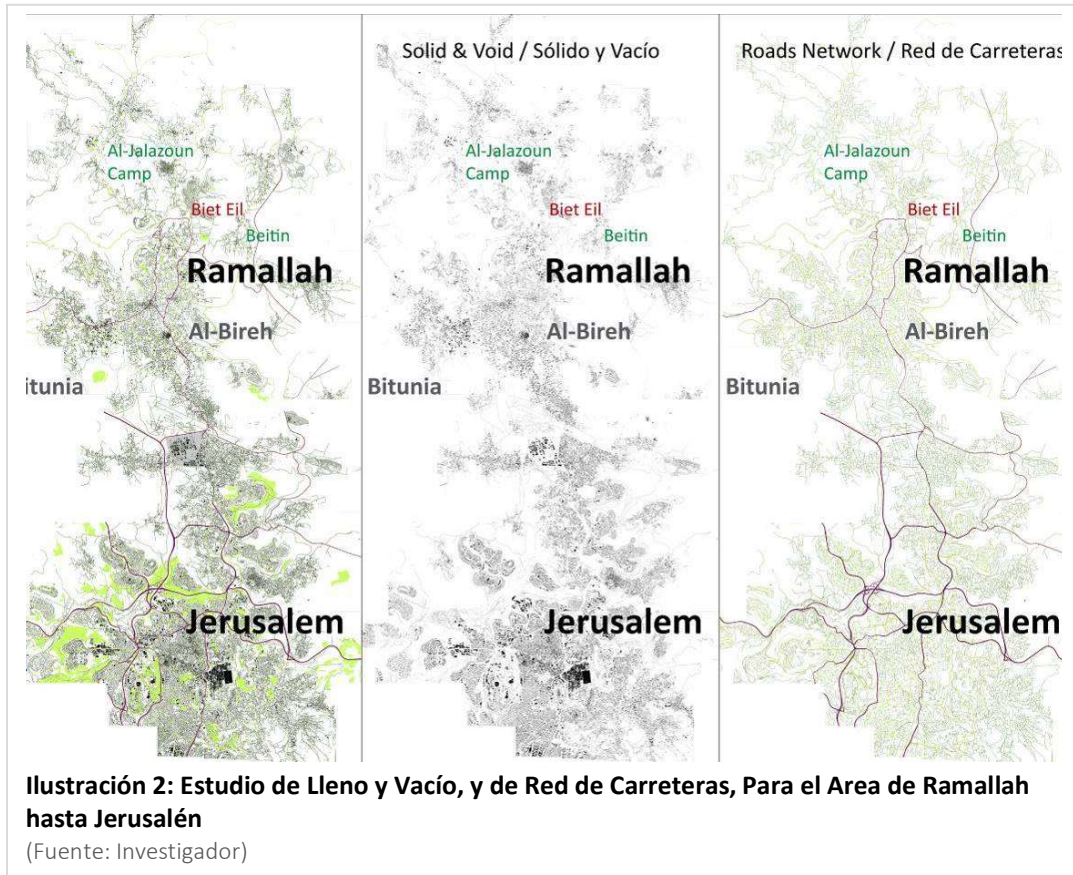 Solid & Void / Sólido y Vacío
Roads Network / Red de Carreteras
Al-Jalazoun
Camp
Biet Eil
Beitin
Ramallah
Al-Bireh
Bitunia
Jerusalem
Al-Jalazoun
Camp
Biet Eil
Beitin
Ramallah
Al-Bireh
Bitunia
Jerusalem
Al-Jalazoun
Camp
Biet Eil
Beitin
Ramallah
Al-Bireh
Bitunia
Jerusalem
Ilustración 2: Estudio de Lleno y Vacío, y de Red de Carreteras, Para el Area de Ramallah
hasta Jerusalén
(Fuente: Investigador)